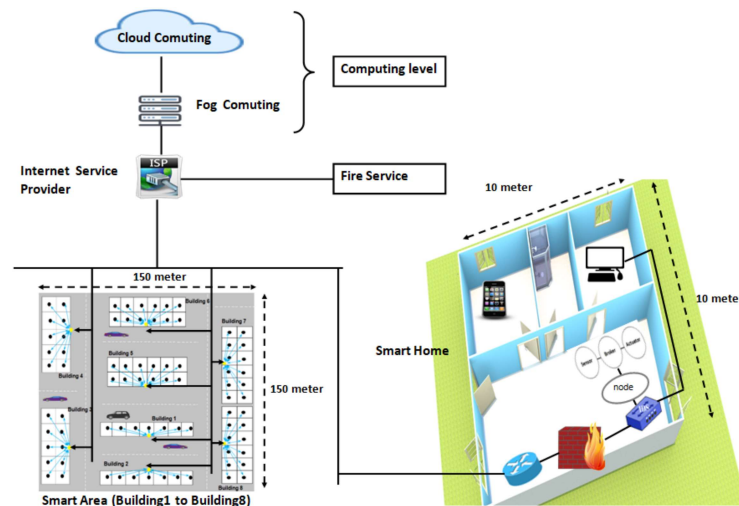 Cloud Comuting
Computing level
Fog Comuting
ISP
Internet Service
Provider
Fire Service
10 meter
10 mete
150 meter
150 meter
Building 6
Building 7
Building 4
Building 5
Building 3
Building 1
Building 2
Building 8
Smart Area (Building1 to Building8)
Smart Home
Sensor
Broker
Actuator
node